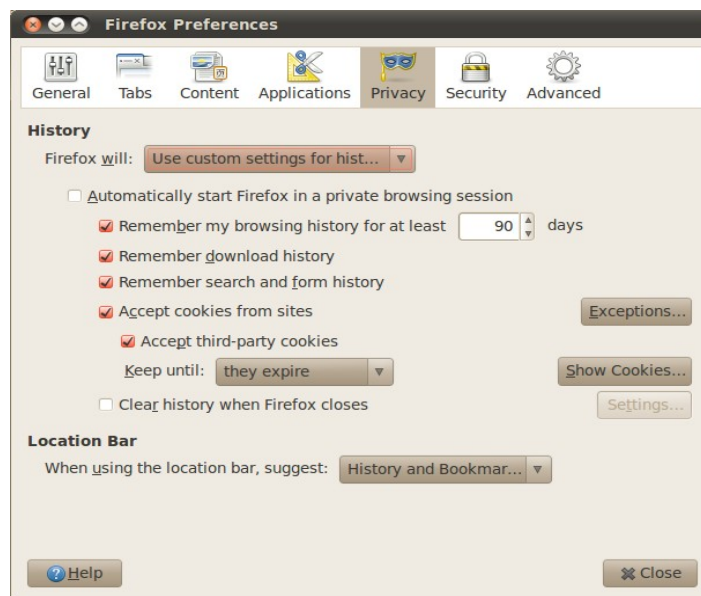 Firefox Preferences
General Tabs Content Applications Privacy Security Advanced
History
Firefox will: Use custom settings for hist...
Automatically start Firefox in a private browsing session
Remember my browsing history for at least 90 days
Remember download history
Remember search and form history
Accept cookies from sites Exceptions...
Accept third-party cookies
Keep until: they expire Show Cookies...
Clear history when Firefox closes Settings...
Location Bar
When using the location bar, suggest: History and Bookmar...
Help Close